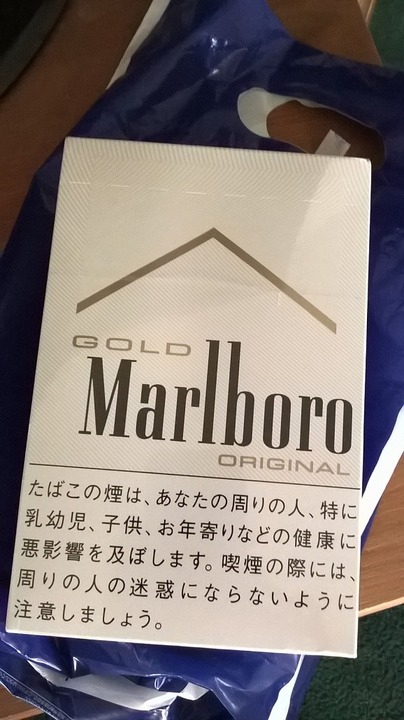 GOLD
Marlboro
ORIGINAL
たばこの煙は、あなたの周りの人、特に
乳幼児、子供、お年寄りなどの健康に
悪影響を及ぼします。喫煙の際には、
周りの人の迷惑にならないように
注意しましょう。